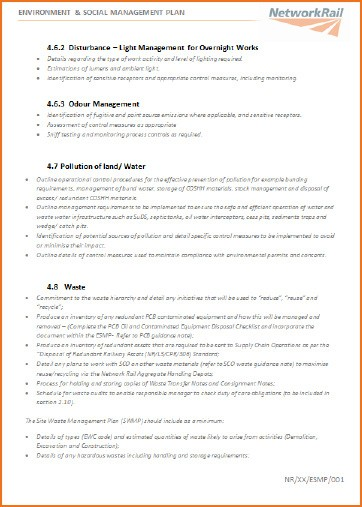 ENVIRONMENT & SOCIAL MANAGEMENT PLAN
NetworkRail
4.6.2 Disturbance – Light Management for Overnight Works
• Details regarding the type of work activity and level of lighting required.
• Estimations of lumens and ambient light.
• Identification of sensitive receptors and appropriate control measures, including monitoring.
4.6.3 Odour Management
• Identification of fugitive and point source emissions where applicable, and sensitive receptors.
• Assessment of control measures as appropriate
• Sniff testing and monitoring process controls as required.
4.7 Pollution of land/ Water
• Outline operational control procedures for the effective prevention of pollution for example bunding
requirements, management of bund water, storage of COSHH materials, stock management and disposal of
excess/ redundant COSHH materials.
• Outline management requirements to be implemented to ensure the safe and efficient operation of water and
waste water infrastructure such as SuDS, septic tanks, oil water interceptors, cess pits, sediments traps and
wedge/ catch pits.
• Identification of potential sources of pollution and detail specific control measures to be implemented to avoid
or minimise their impact.
• Outline details of control measures used to maintain compliance with environmental permits and consents.
4.8 Waste
• Commitment to the waste hierarchy and detail any initiatives that will be used to "reduce", "reuse" and
"recycle";
• Produce an inventory of any redundant PCB contaminated equipment and how this will be managed and
removed – (Complete the PCB Oil and Contaminated Equipment Disposal Checklist and incorporate the
document within the ESMP- Refer to PCB guidance note);
• Produce an inventory of redundant assets that are required to be sent to Supply Chain Operations as per the
"Disposal of Redundant Railway Assets (NR/L3/CPR/308) Standard;
• Detail any plans to work with SCO on other waste materials (refer to SCO waste guidance note) to maximise
reuse/recycling via the Network Rail Aggregate Handling Depots;
• Process for holding and storing copies of Waste Transfer Notes and Consignment Notes;
• Schedule for waste audits to enable responsible manager to check duty of care obligations (to be included in
section 2.10).
The Site Waste Management Plan (SWMP) should include as a minimum:
• Details of types (EWC code) and estimated quantities of waste likely to arise from activities (Demolition,
Excavation and Construction);
• Details of any hazardous wastes including handling and storage requirements.
NR/XX/ESMP/001